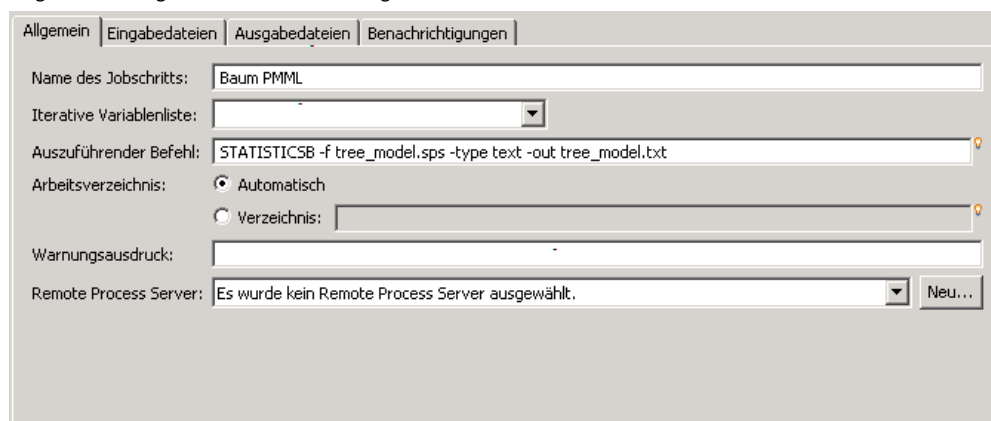 Allgemein Eingabedateien Ausgabedateien Benachrichtigungen
Name des Jobschritts: Baum PMML
Iterative Variablenliste:
Auszuführender Befehl: STATISTICSB -f tree_model.sps -type text -out tree_model.txt
Arbeitsverzeichnis: Automatisch
Verzeichnis:
Warnungsausdruck:
Remote Process Server: Es wurde kein Remote Process Server ausgewählt. Neu...